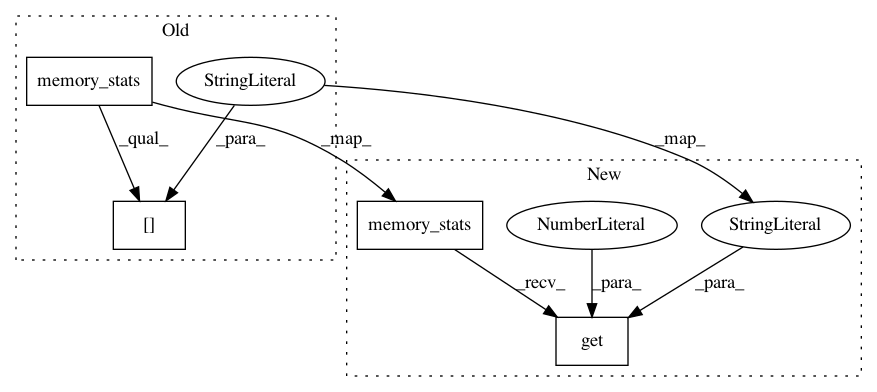 Old
memory_stats
StringLiteral
_qual_
_para_
_map_
_map_
[]
New
memory_stats
NumberLiteral
StringLiteral
_recv_
_para_
_para_
get